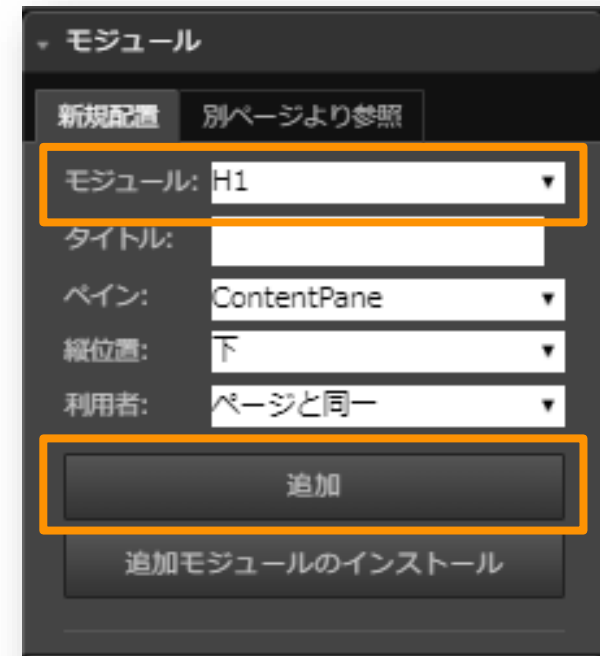 モジュール
新規配置 別ページより参照
モジュール: H1
タイトル:
ペイン: ContentPane
縦位置: 下
利用者: ページと同一
追加
追加モジュールのインストール